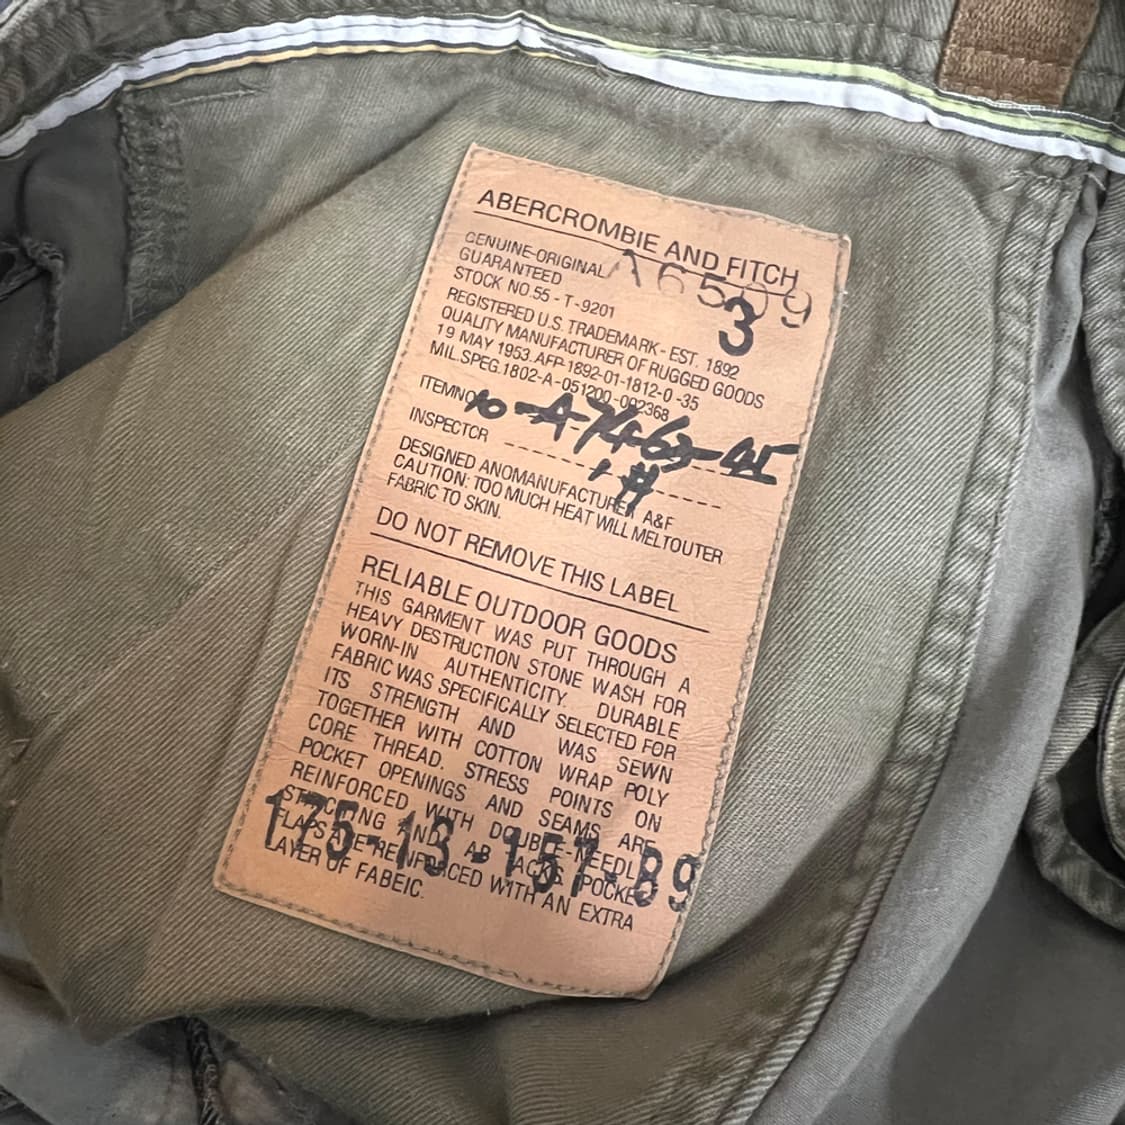 ABERCROMBIE AND FITCH
GENUINE-ORIGINAL
GUARANTEED
STOCK NO.55 - T -9201
3
REGISTERED U.S. TRADEMARK - EST. 1892
QUALITY MANUFACTURER OF RUGGED GOODS
19 MAY 1953.AFP-1892-01-1812-0 -35
MIL.SPEG.1802-A -051200-092368
ITEMNO
INSPECTCR
DESIGNED ANOMANUFACTURER A&F
CAUTION: TOO MUCH HEAT WILL MELTOUTER
FABRIC TO SKIN.
DO NOT REMOVE THIS LABEL
RELIABLE OUTDOOR GOODS
THIS GARMENT WAS PUT THROUGH A
HEAVY DESTRUCTION STONE WASH FOR
WORN-IN AUTHENTICITY. DURABLE
FABRIC WAS SPECIFICALLY SELECTED FOR
ITS STRENGTH AND WAS SEWN
TOGETHER WITH COTTON WRAP POLY
CORE THREAD. STRESS POINTS ON
POCKET OPENINGS AND SEAMS ARE
REINFORCED WITH DOUBLE-NEEDLE
175-13-157-89
FLAPS ARE REINFORCED WITH AN EXTRA
LAYER OF FABEIC.